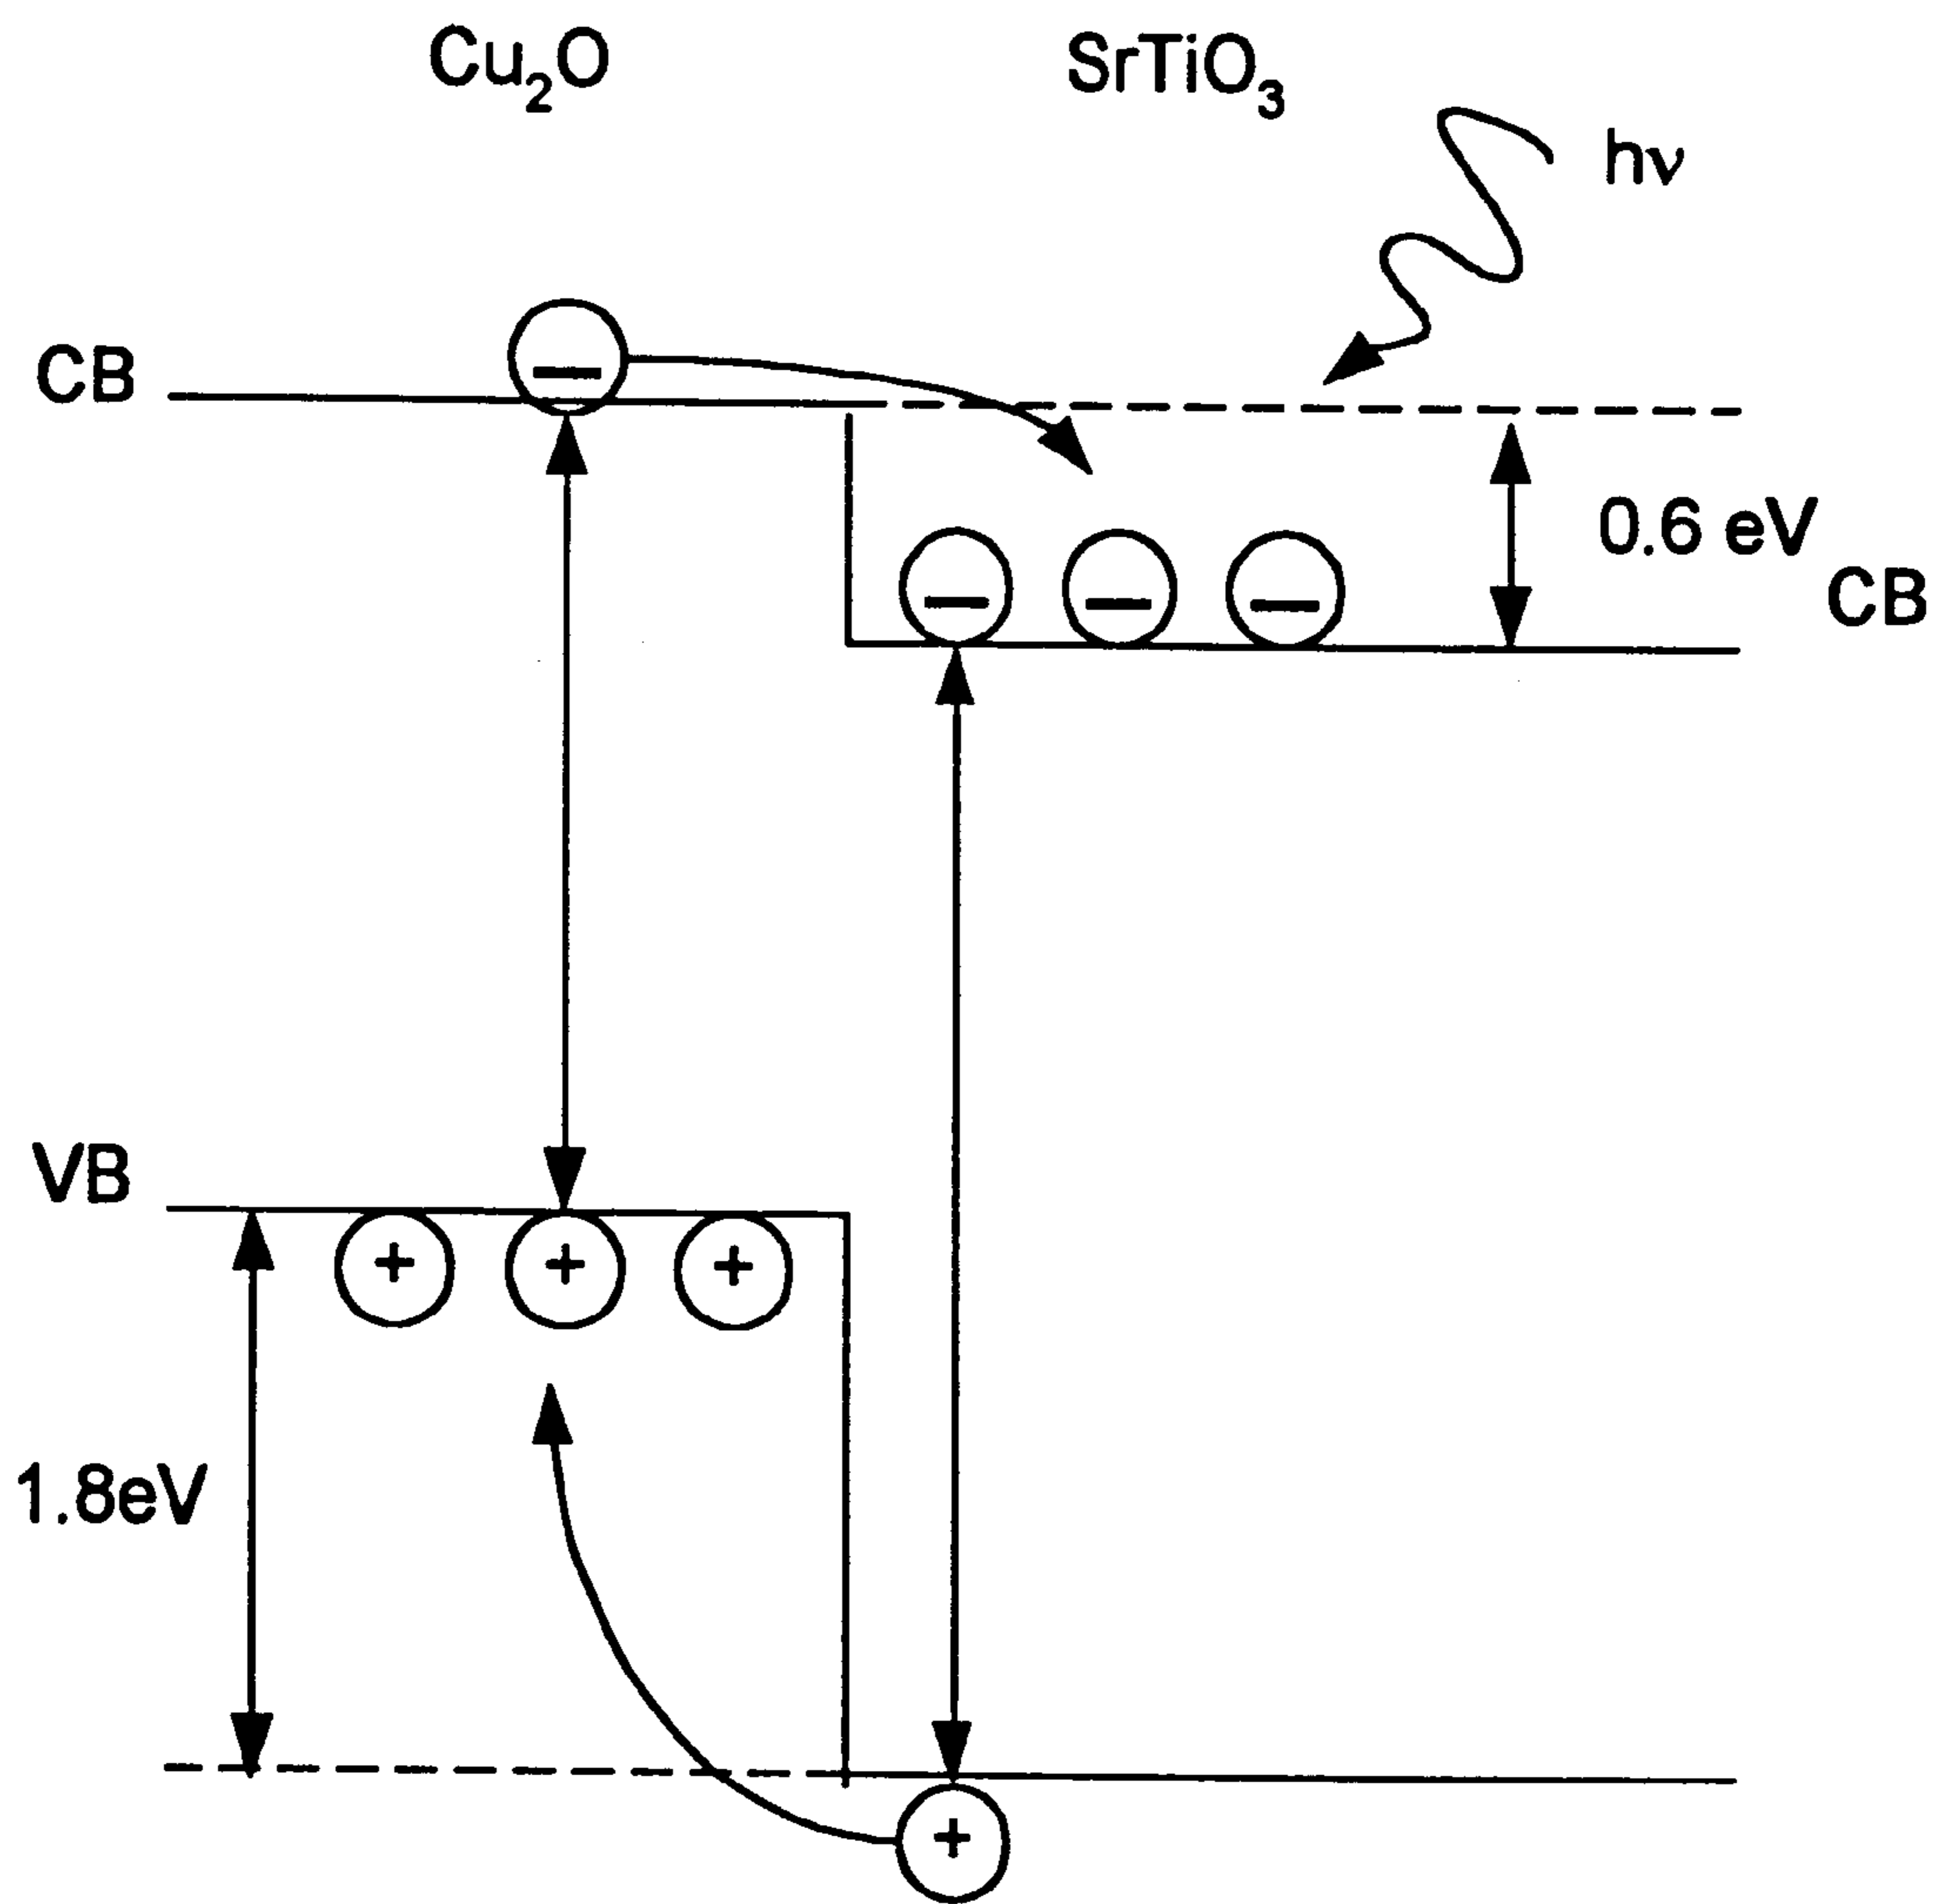 Cu₂O
SrTiO₃
hν
CB
0.6 eV
CB
VB
1.8eV